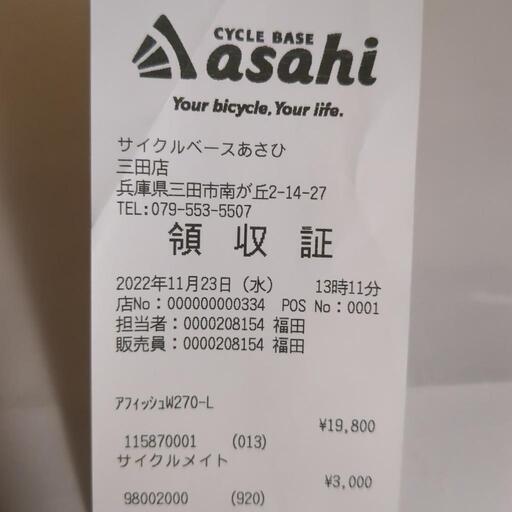 CYCLE BASE
asahi
Your bicycle, Your life.
サイクルベースあさひ
三田店
兵庫県三田市南が丘2-14-27
TEL:079-553-5507
領 収 証
2022年11月23日（水） 13時11分
店No：000000000334 POS No：0001
担当者：0000208154 福田
販売員：0000208154 福田
ｱﾌｨｯｼｭW270-L
¥19,800
115870001 (013)
サイクルメイト
¥3,000
98002000 (920)